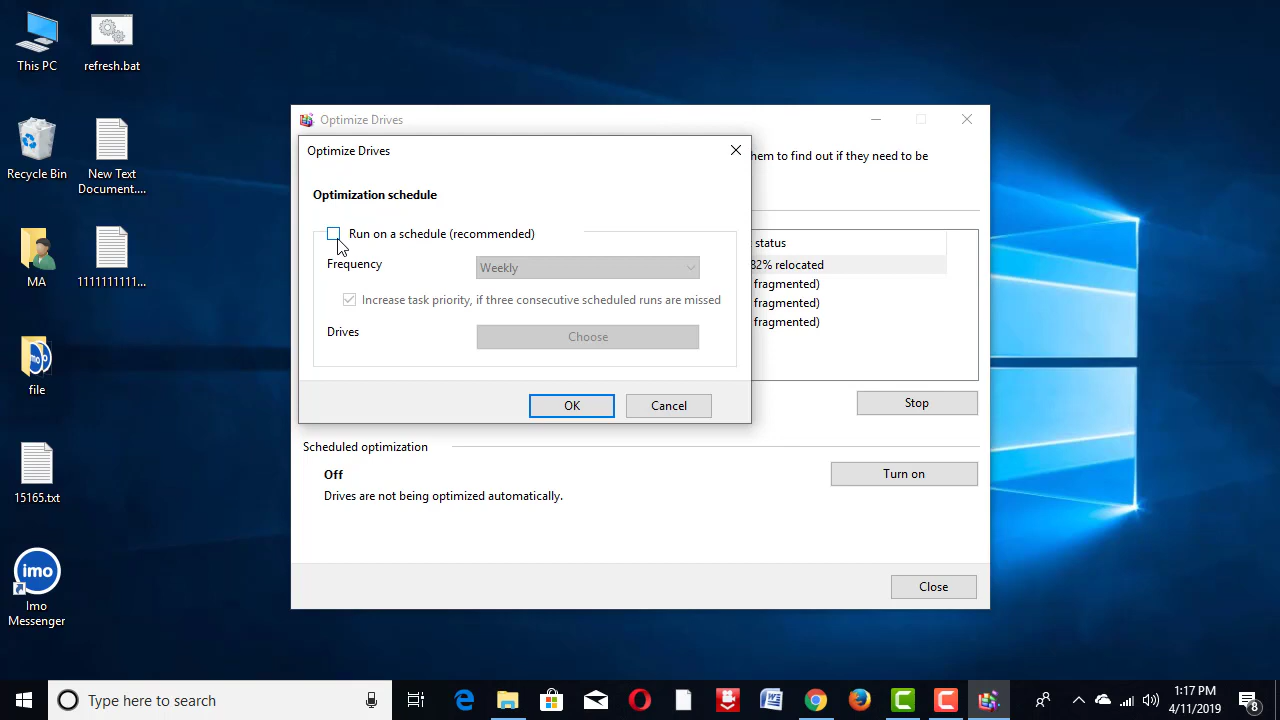 This PC
refresh.bat
Recycle Bin
New Text
Document....
MA
1111111111...
imo
file
15165.txt
imo
Imo
Messenger
Optimize Drives
hem to find out if they need to be
status
82% relocated
fragmented)
fragmented)
fragmented)
Stop
Scheduled optimization
Off
Turn on
Drives are not being optimized automatically.
Close
Optimize Drives
Optimization schedule
Run on a schedule (recommended)
Frequency
Weekly
Increase task priority, if three consecutive scheduled runs are missed
Drives
Choose
OK
Cancel
Type here to search
1:17 PM
4/11/2019
8